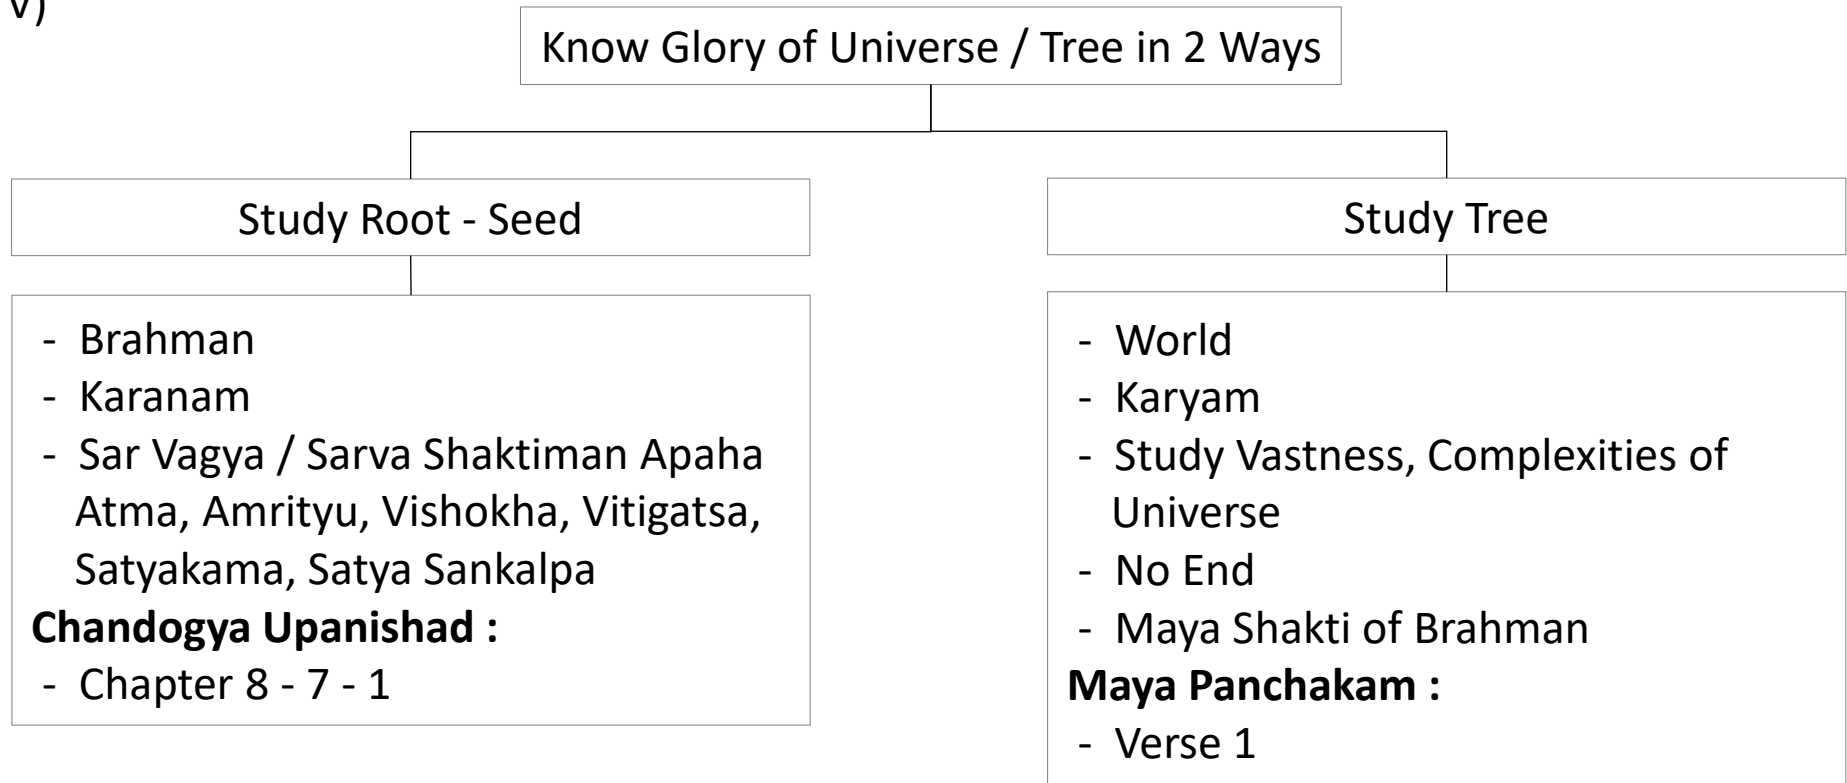 v)
Know Glory of Universe / Tree in 2 Ways
Study Root - Seed
- Brahman
- Karanam
- Sar Vagya / Sarva Shaktiman Apaha
Atma, Amrityu, Vishokha, Vitigatsa,
Satyakama, Satya Sankalpa
Chandogya Upanishad :
- Chapter 8 - 7 - 1
Study Tree
- World
- Karyam
- Study Vastness, Complexities of
Universe
- No End
- Maya Shakti of Brahman
Maya Panchakam :
- Verse 1